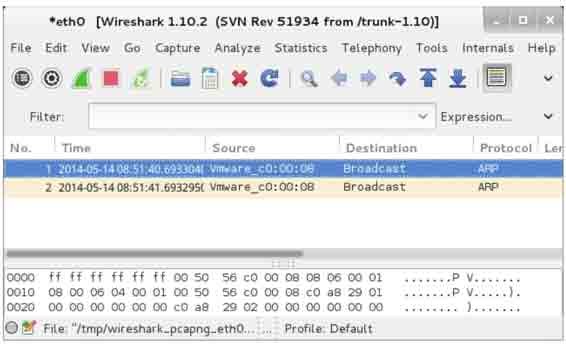 *eth0 [Wireshark 1.10.2 (SVN Rev 51934 from /trunk-1.10)]
File Edit View Go Capture Analyze Statistics Telephony Tools Internals Help
Filter: Expression...
No. Time Source Destination Protocol Len
1 2014-05-14 08:51:40.693304( Vmware_c0:00:08 Broadcast ARP
2 2014-05-14 08:51:41.693295( Vmware_c0:00:08 Broadcast ARP
0000 ff ff ff ff ff ff 00 50 56 c0 00 08 08 06 00 01 .......P V.......
0010 08 00 06 04 00 01 00 50 56 c0 00 08 c0 a8 29 01 .......P V.....).
0020 00 00 00 00 00 00 c0 a8 29 02 00 00 00 00 00 00 ........ ).......
File: "/tmp/wireshark_pcapng_eth0... ... Profile: Default